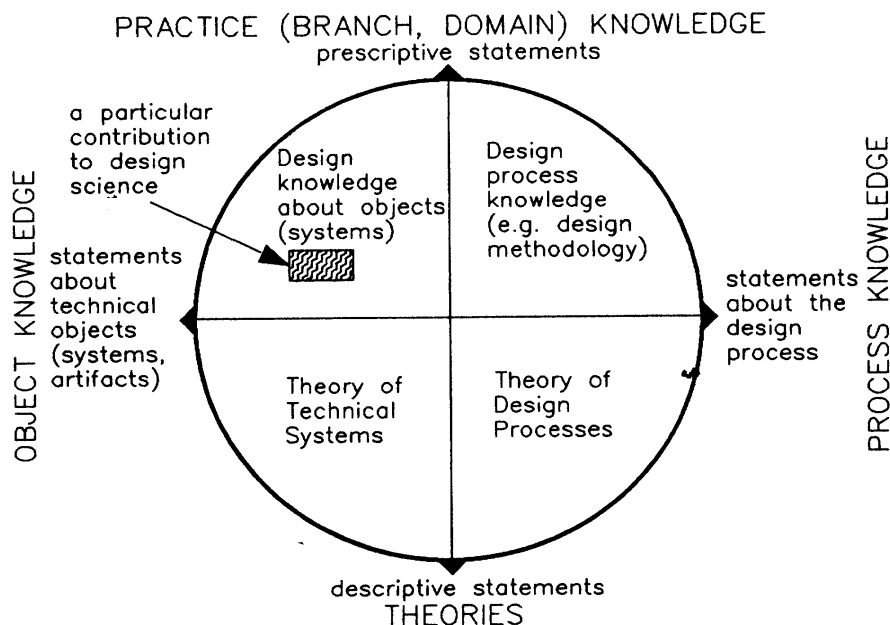 PRACTICE (BRANCH, DOMAIN) KNOWLEDGE
prescriptive statements
a particular
contribution
to design
science
Design
knowledge
about objects
(systems)
Design
process
knowledge
(e.g. design
methodology)
OBJECT KNOWLEDGE
statements
about
technical
objects
(systems,
artifacts)
statements
about the
design
process
PROCESS KNOWLEDGE
Theory of
Technical
Systems
Theory of
Design
Processes
descriptive statements
THEORIES